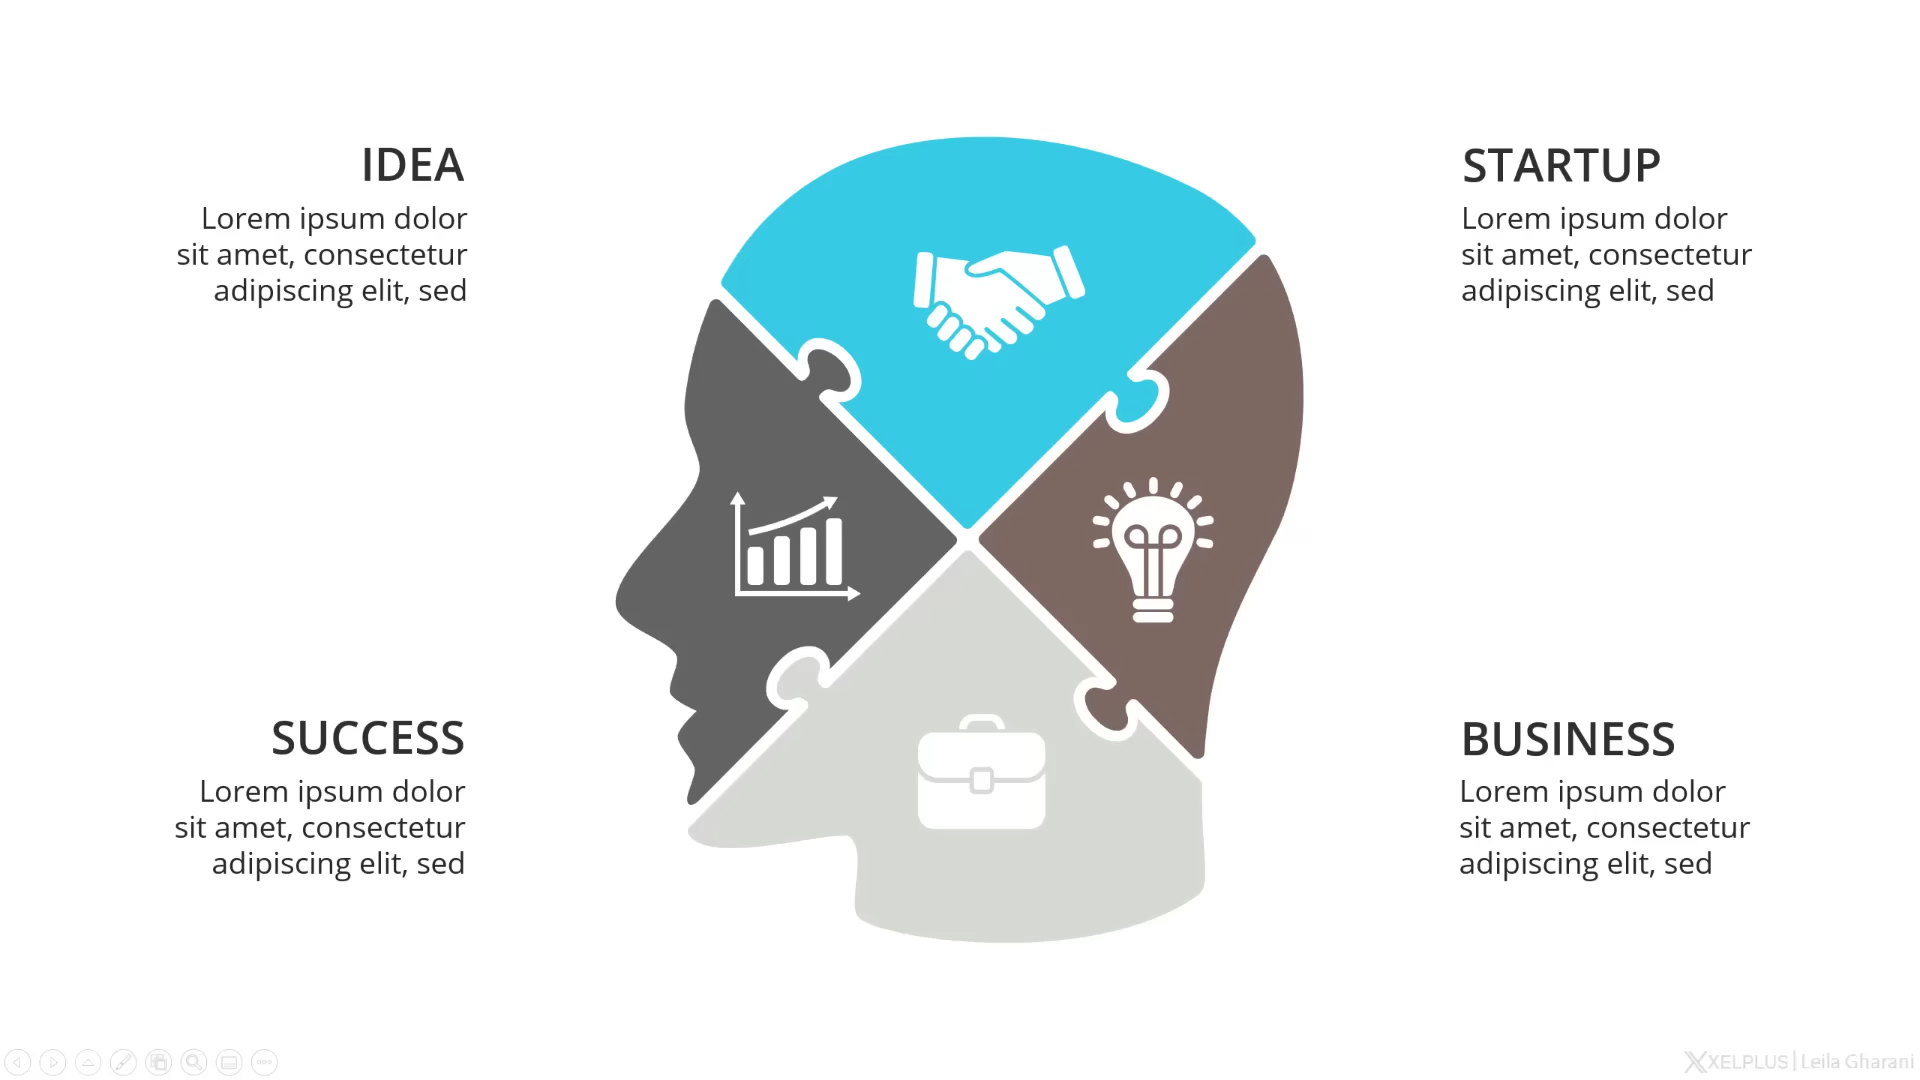 IDEA
Lorem ipsum dolor
sit amet, consectetur
adipiscing elit, sed
STARTUP
Lorem ipsum dolor
sit amet, consectetur
adipiscing elit, sed
SUCCESS
Lorem ipsum dolor
sit amet, consectetur
adipiscing elit, sed
BUSINESS
Lorem ipsum dolor
sit amet, consectetur
adipiscing elit, sed
XELPLUS | Leila Gharani